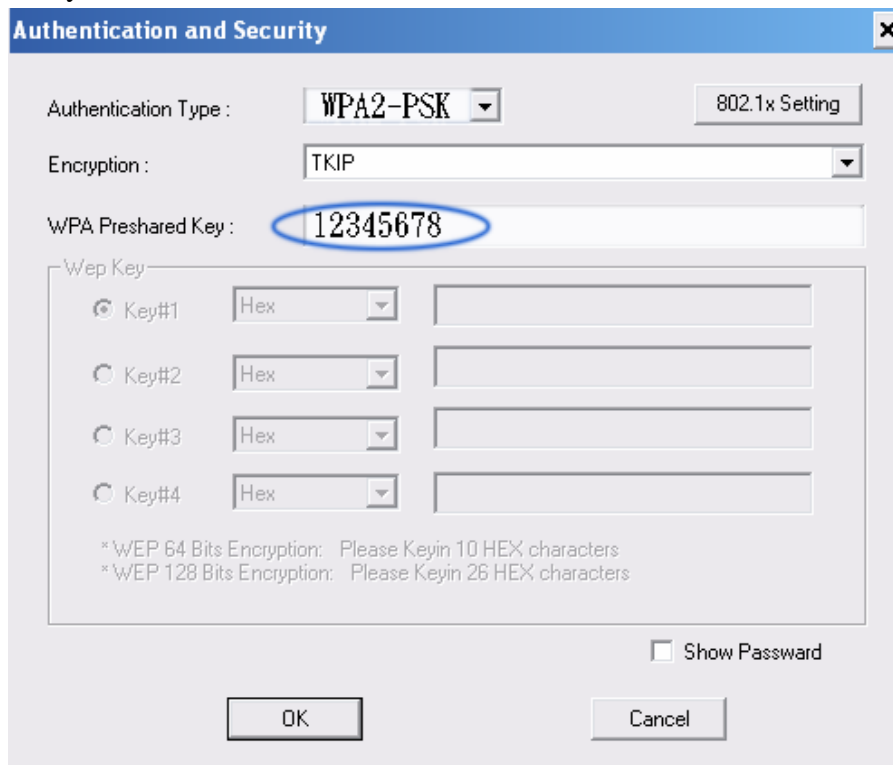 Authentication and Security
Authentication Type : WPA2-PSK 802.1x Setting
Encryption : TKIP
WPA Preshared Key : 12345678
Wep Key
Key#1 Hex
Key#2 Hex
Key#3 Hex
Key#4 Hex
* WEP 64 Bits Encryption: Please Keyin 10 HEX characters
* WEP 128 Bits Encryption: Please Keyin 26 HEX characters
Show Passward
OK Cancel